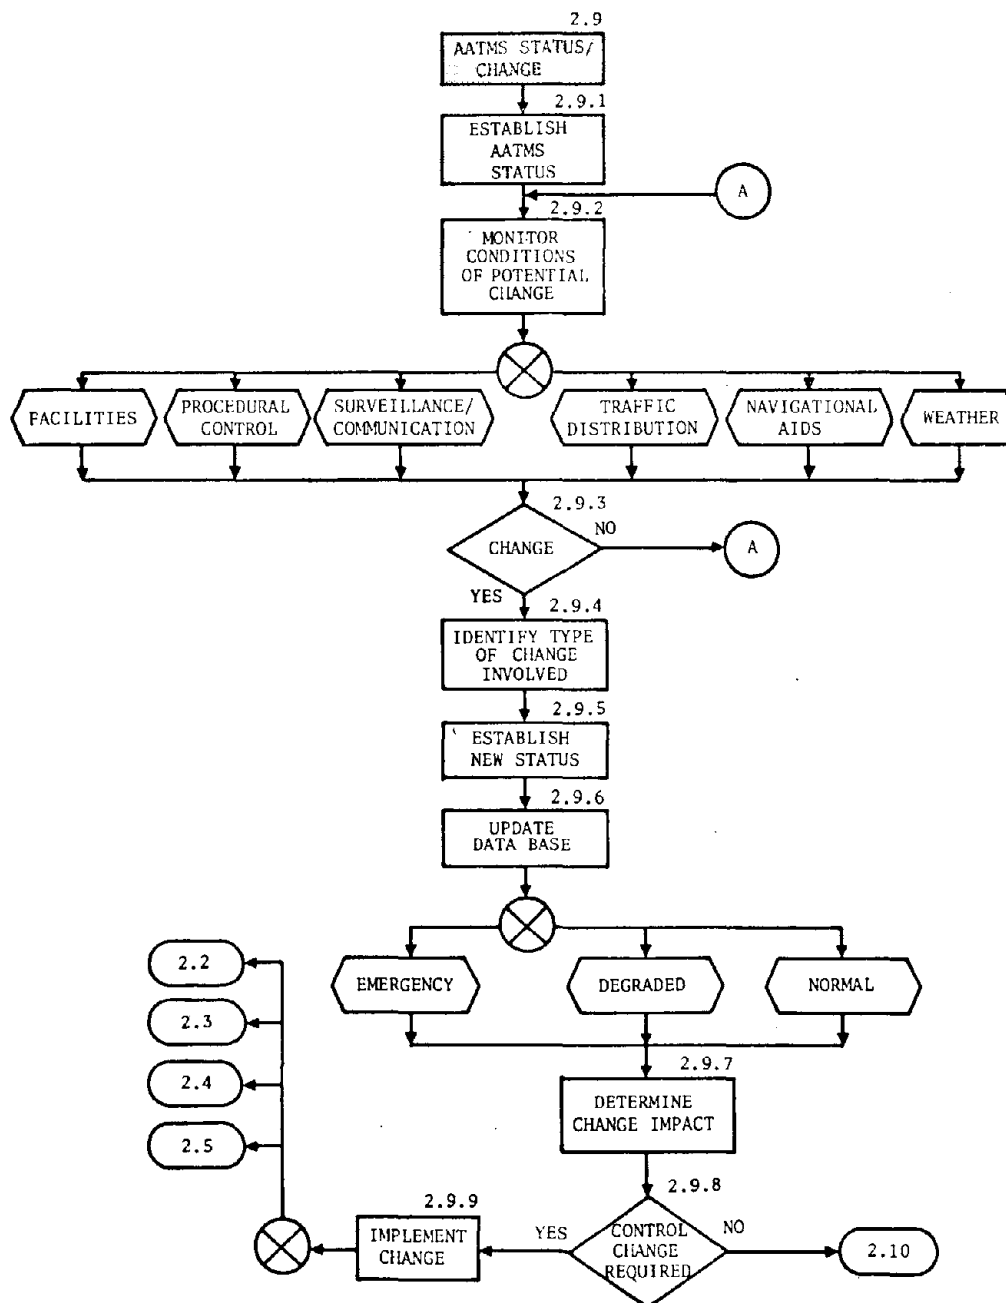 2.9
AATMS STATUS/
CHANGE
2.9.1
ESTABLISH
AATMS
STATUS
A
2.9.2
MONITOR
CONDITIONS
OF POTENTIAL
CHANGE
FACILITIES
PROCEDURAL
CONTROL
SURVEILLANCE/
COMMUNICATION
TRAFFIC
DISTRIBUTION
NAVIGATIONAL
AIDS
WEATHER
2.9.3
CHANGE
NO
A
YES
2.9.4
IDENTIFY TYPE
OF CHANGE
INVOLVED
2.9.5
ESTABLISH
NEW STATUS
2.9.6
UPDATE
DATA BASE
EMERGENCY
DEGRADED
NORMAL
2.2
2.3
2.4
2.5
2.9.7
DETERMINE
CHANGE IMPACT
2.9.8
CONTROL
CHANGE
REQUIRED
YES
NO
2.9.9
IMPLEMENT
CHANGE
2.10